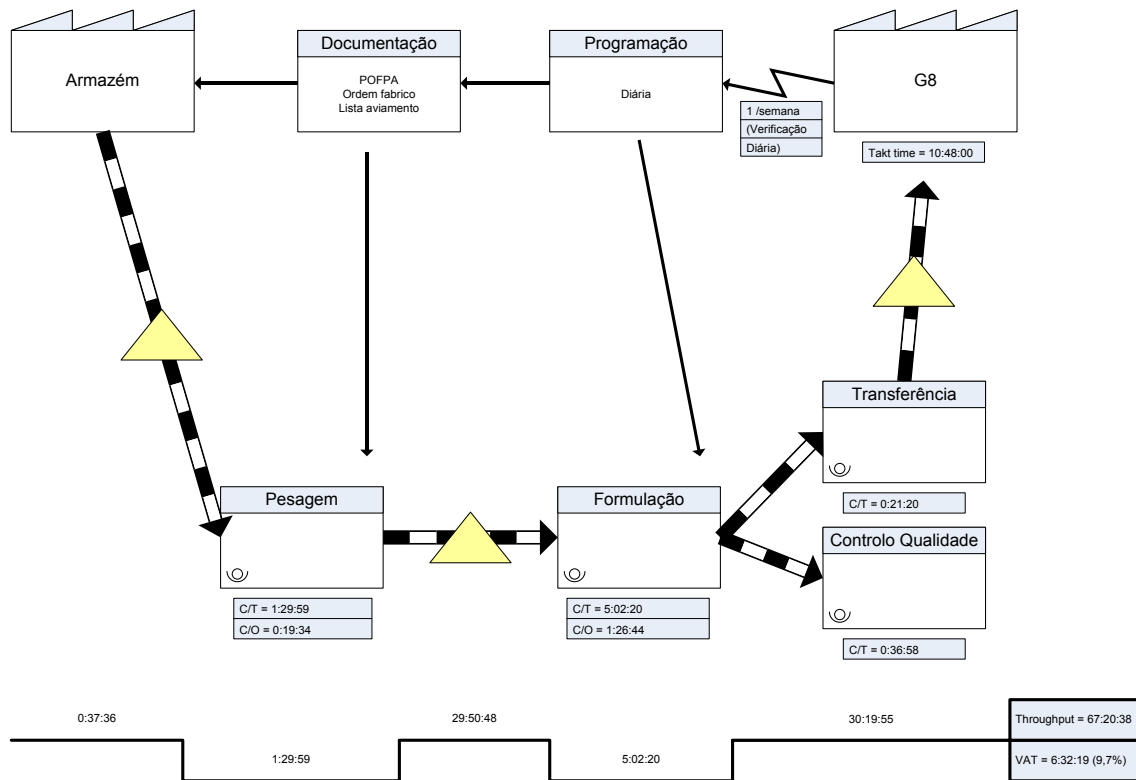 Armazém
Documentação
POFPA
Ordem fabrico
Lista aviamento
Programação
Diária
1 /semana
(Verificação
Diária)
G8
Takt time = 10:48:00
Transferência
C/T = 0:21:20
Pesagem
C/T = 1:29:59
C/O = 0:19:34
Formulação
C/T = 5:02:20
C/O = 1:26:44
Controlo Qualidade
C/T = 0:36:58
0:37:36
29:50:48
30:19:55
Throughput = 67:20:38
1:29:59
5:02:20
VAT = 6:32:19 (9,7%)